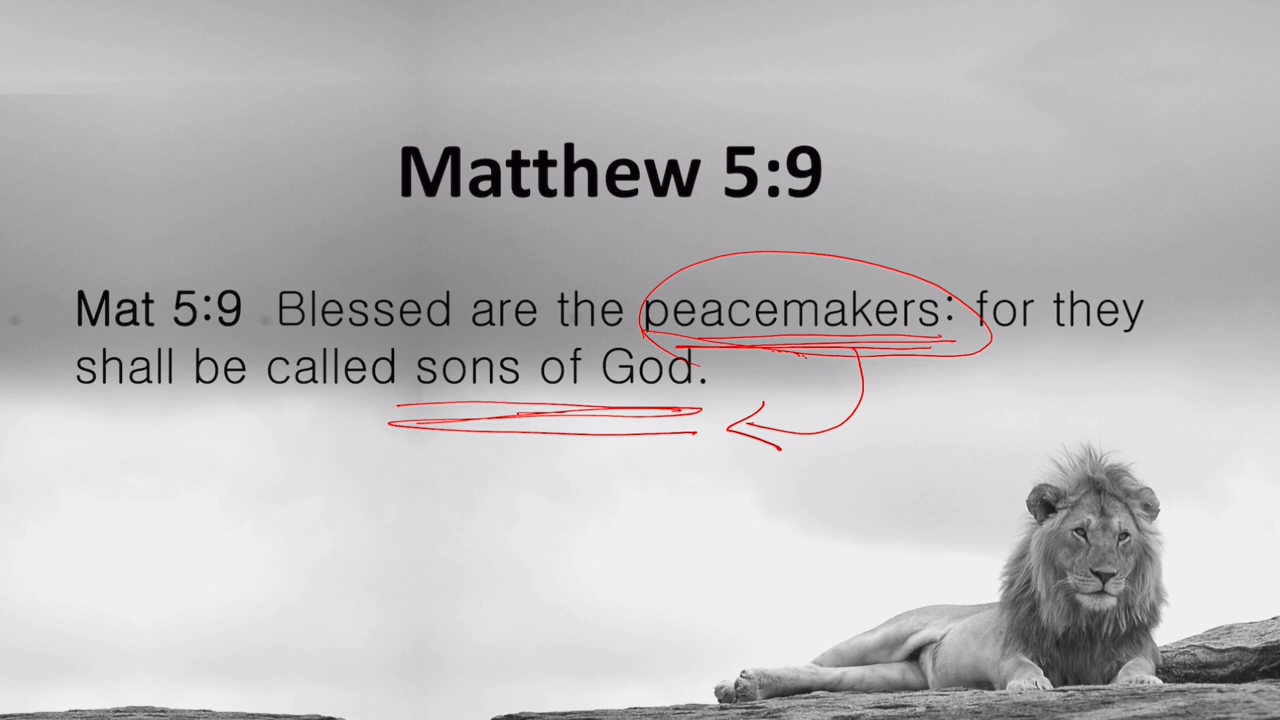 Matthew 5:9
Mat 5:9 Blessed are the peacemakers: for they
shall be called sons of God.